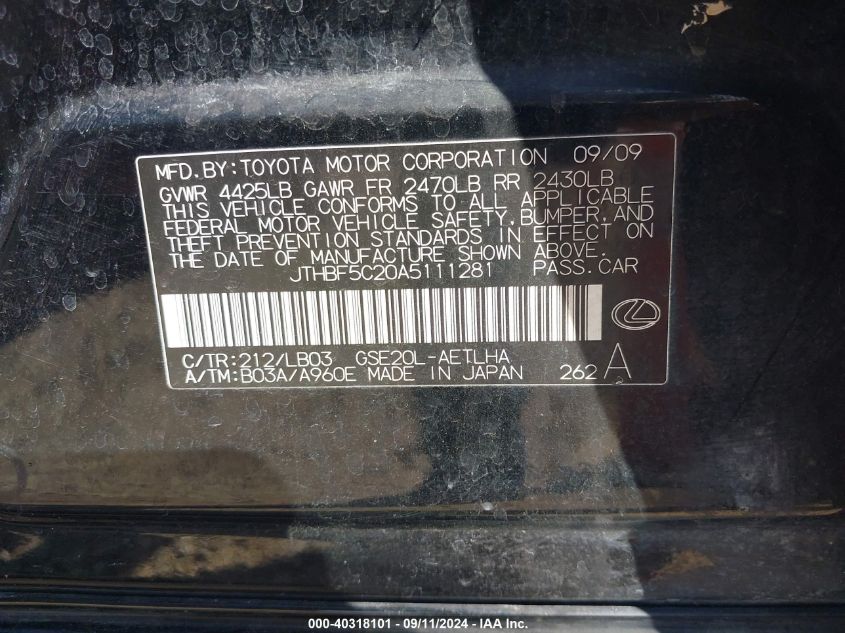 MFD.BY:TOYOTA MOTOR CORPORATION 09/09
GVWR 4425LB GAWR FR 2470LB RR 2430LB
THIS VEHICLE CONFORMS TO ALL APPLICABLE
FEDERAL MOTOR VEHICLE SAFETY, BUMPER, AND
THEFT PREVENTION STANDARDS IN EFFECT ON
THE DATE OF MANUFACTURE SHOWN ABOVE.
JTHBF5C20A5111281 PASS.CAR
C/TR:212/LB03 GSE20L-AETLHA
A/TM:B03A/A960E MADE IN JAPAN 262 A
000-40318101 - 09/11/2024 - IAA Inc.